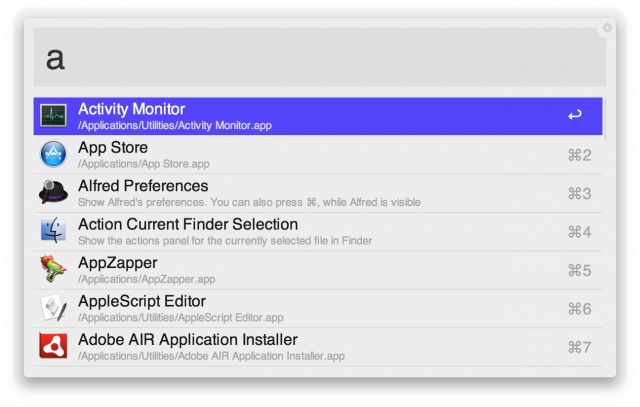 a
Activity Monitor
/Applications/Utilities/Activity Monitor.app
App Store
/Applications/App Store.app
⌘2
Alfred Preferences
Show Alfred's preferences. You can also press ⌘, while Alfred is visible
⌘3
Action Current Finder Selection
Show the actions panel for the currently selected file in Finder
⌘4
AppZapper
/Applications/AppZapper.app
⌘5
AppleScript Editor
/Applications/Utilities/AppleScript Editor.app
⌘6
Adobe AIR Application Installer
/Applications/Utilities/Adobe AIR Application Installer.app
⌘7